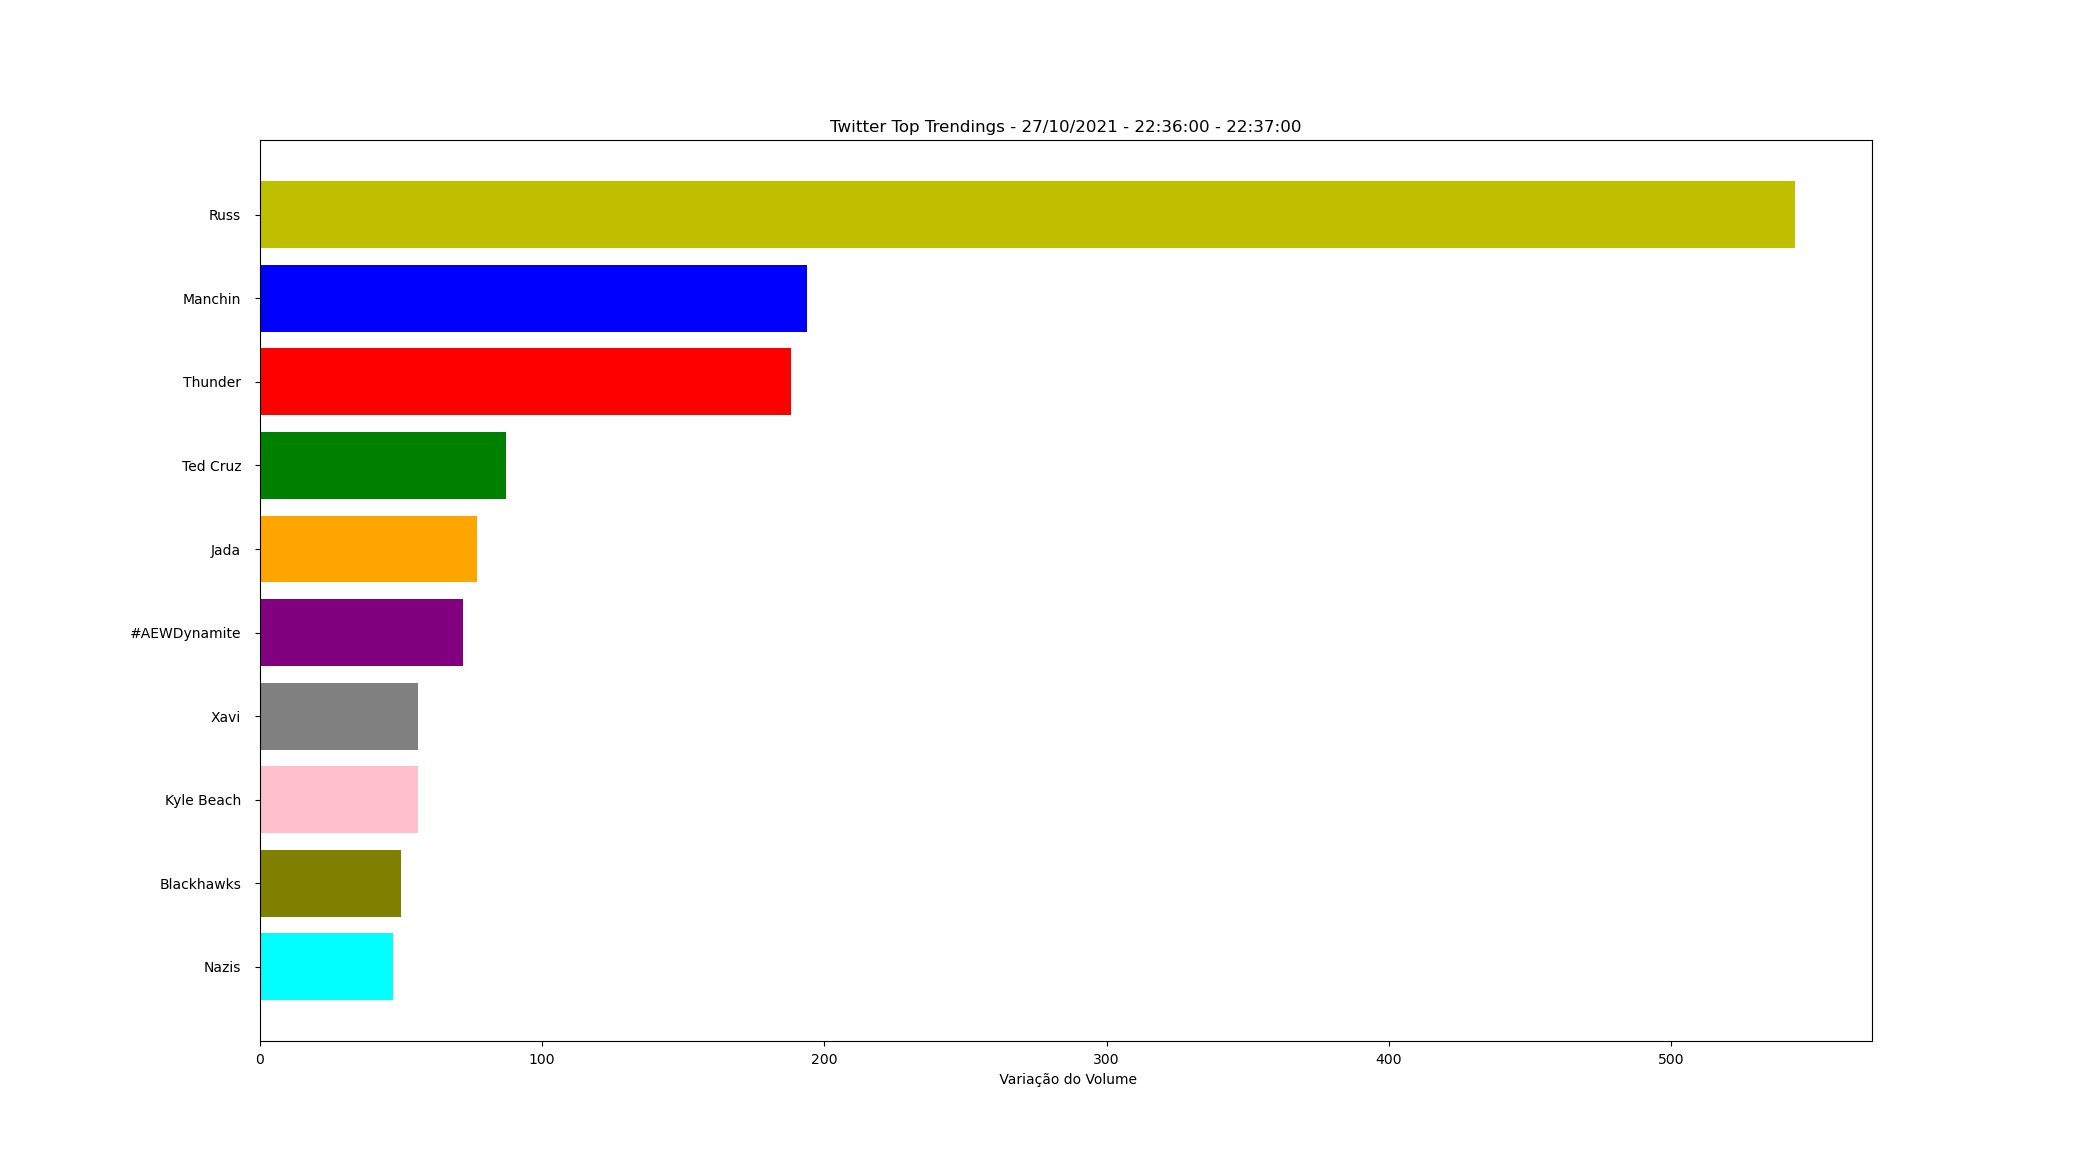 Twitter Top Trendings - 27/10/2021 - 22:36:00 - 22:37:00
Russ
Manchin
Thunder
Ted Cruz
Jada
#AEWDynamite
Xavi
Kyle Beach
Blackhawks
Nazis
0 100 200 300 400 500
Variação do Volume